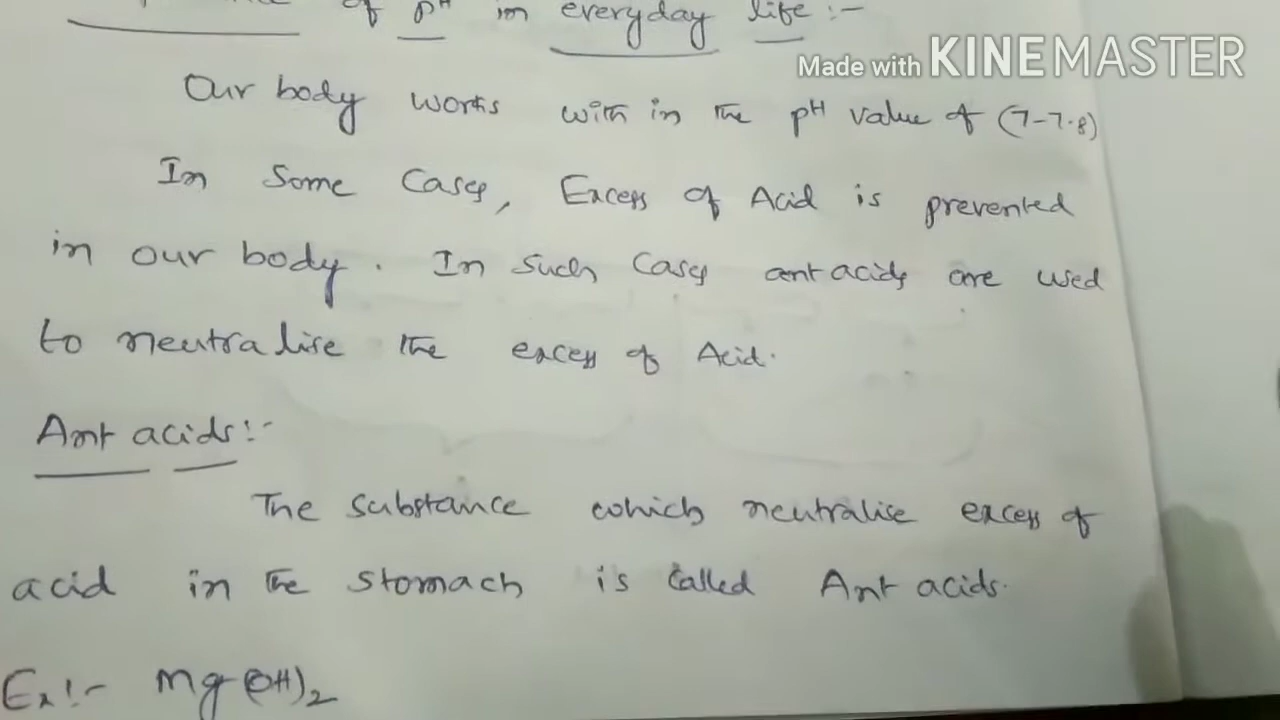 of pH in everyday life :-
Made with KINEMASTER
Our body works with in the pH value of (7-7.8)
In Some Cases, Excess of Acid is prevented
in our body. In such Cases antacids are used
to neutralise the excess of Acid.
Ant acids :-
The substance which neutralise excess of
acid in the stomach is called Ant acids.
Ex :- Mg(OH)2